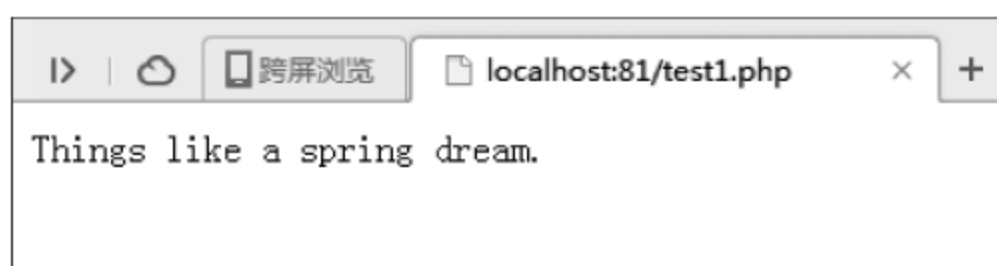 跨屏浏览 localhost:81/test1.php
Things like a spring dream.